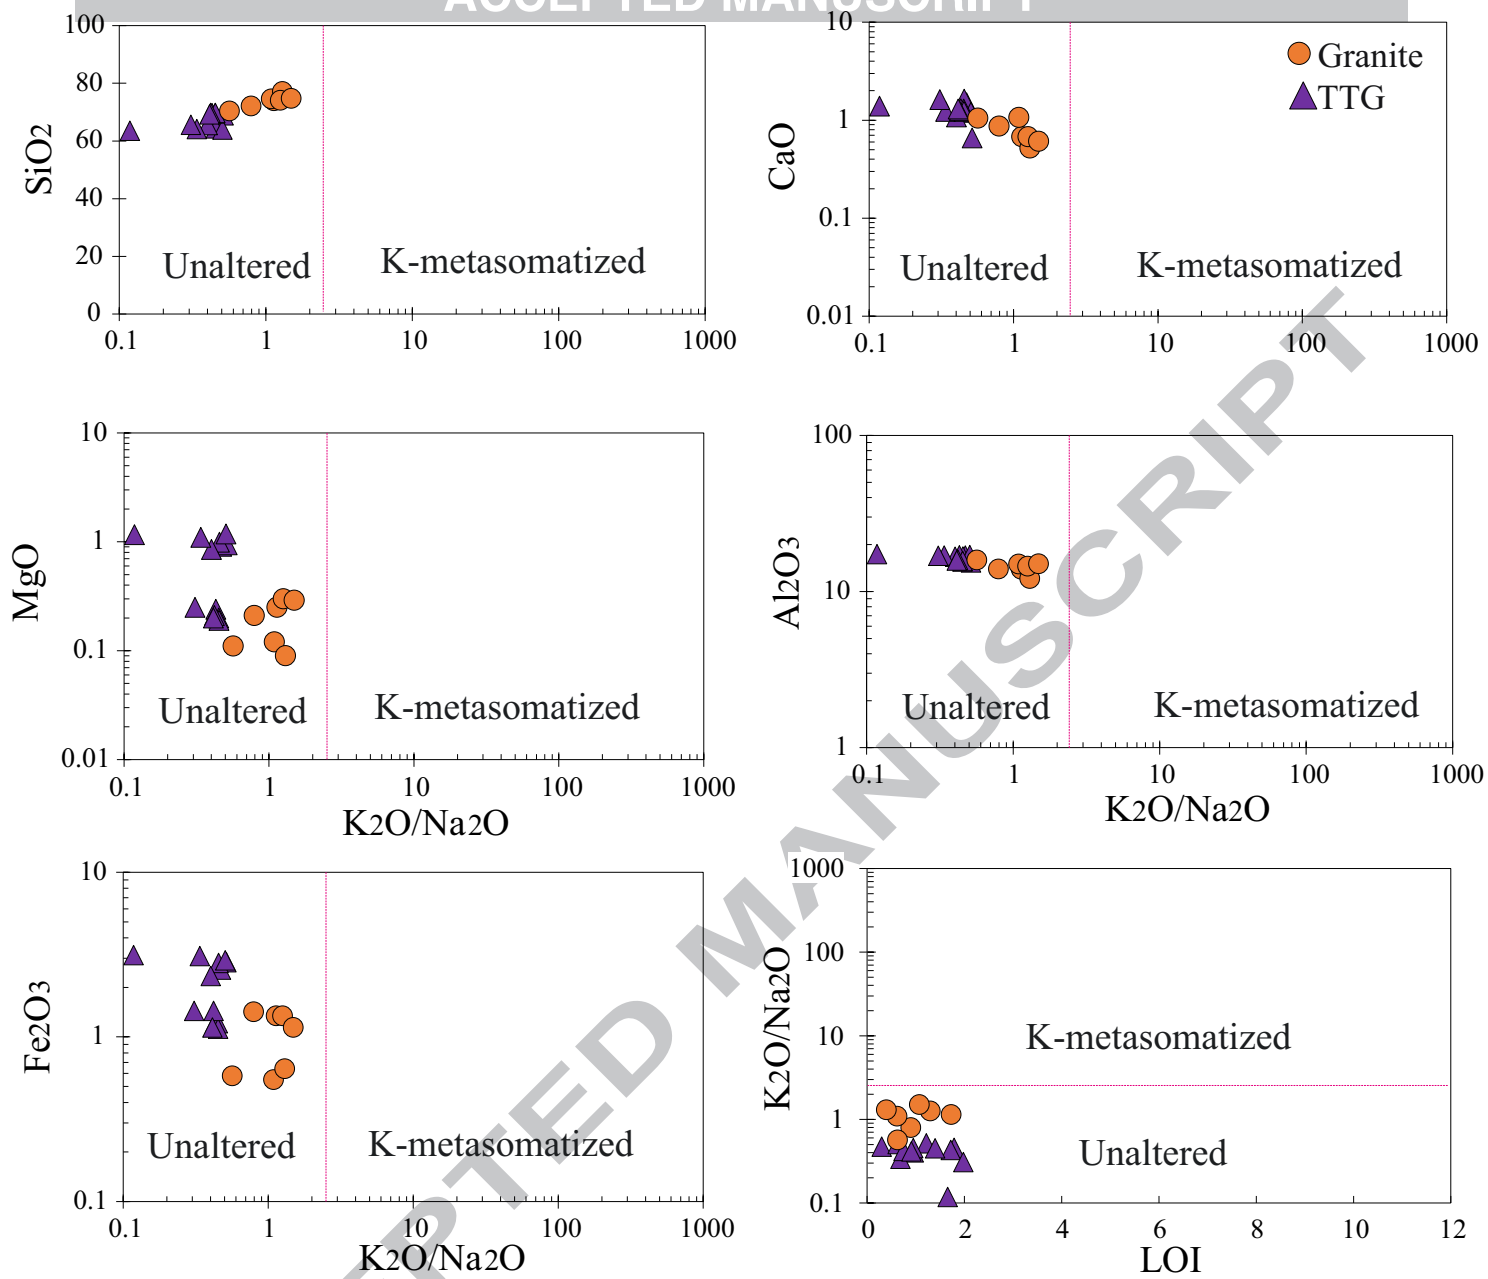 ACCEPTED MANUSCRIPT
100
80
60
40
20
0
SiO2
Unaltered
K-metasomatized
0.1 1 10 100 1000
10
1
0.1
0.01
CaO
Granite
TTG
Unaltered
K-metasomatized
0.1 1 10 100 1000
10
1
0.1
0.01
MgO
Unaltered
K-metasomatized
0.1 1 10 100 1000
K2O/Na2O
100
10
1
Al2O3
Unaltered
K-metasomatized
0.1 1 10 100 1000
K2O/Na2O
10
1
0.1
Fe2O3
Unaltered
K-metasomatized
0.1 1 10 100 1000
K2O/Na2O
1000
100
10
1
0.1
K2O/Na2O
K-metasomatized
Unaltered
0 2 4 6 8 10 12
LOI
PTED MANUSCRIPT